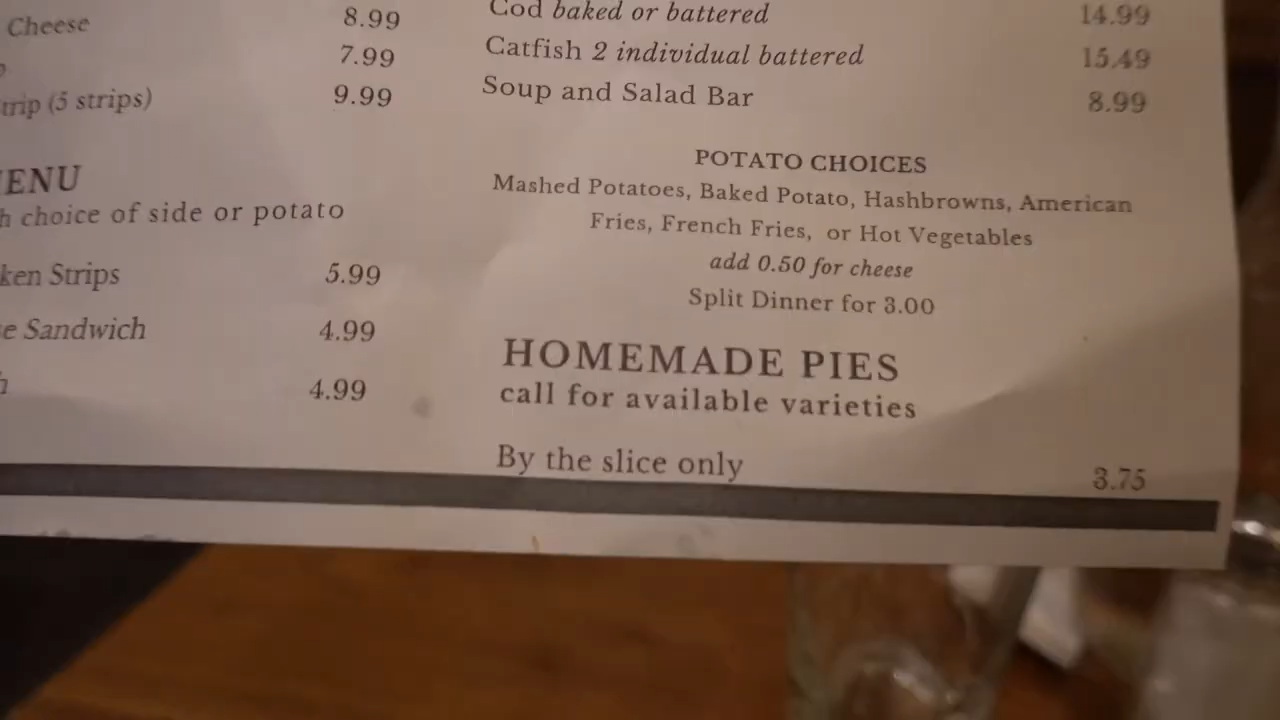 Cheese 8.99
7.99
trip (5 strips) 9.99
ENU
h choice of side or potato
ken Strips 5.99
e Sandwich 4.99
h 4.99
Cod baked or battered 14.99
Catfish 2 individual battered 15.49
Soup and Salad Bar 8.99
POTATO CHOICES
Mashed Potatoes, Baked Potato, Hashbrowns, American
Fries, French Fries, or Hot Vegetables
add 0.50 for cheese
Split Dinner for 3.00
HOMEMADE PIES
call for available varieties
By the slice only 3.75